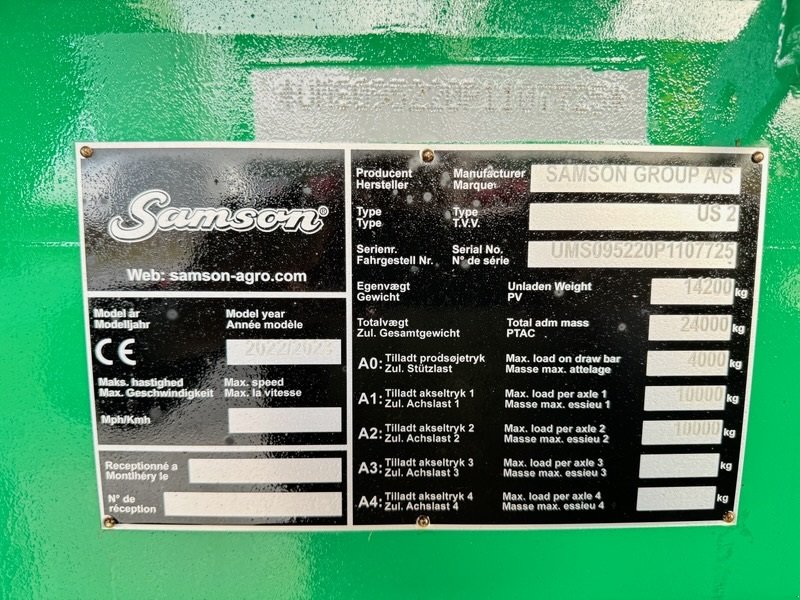 *UMS095220P1107725*
Samson®
Web: samson-agro.com
Producent Manufacturer SAMSON GROUP A/S
Hersteller Marque
Type Type US 2
Type T.V.V.
Serienr. Serial No. UMS095220P1107725
Fahrgestell Nr. N° de série
Egenvægt Unladen Weight 14200 kg
Gewicht PV
Totalvægt Total adm mass 24000 kg
Zul. Gesamtgewicht PTAC
A0: Tilladt prodsøjetryk Max. load on draw bar 4000 kg
Zul. Stützlast Masse max. attelage
A1: Tilladt akseltryk 1 Max. load per axle 1 10000 kg
Zul. Achslast 1 Masse max. essieu 1
A2: Tilladt akseltryk 2 Max. load per axle 2 10000 kg
Zul. Achslast 2 Masse max. essieu 2
A3: Tilladt akseltryk 3 Max. load per axle 3 kg
Zul. Achslast 3 Masse max. essieu 3
A4: Tilladt akseltryk 4 Max. load per axle 4 kg
Zul. Achslast 4 Masse max. essieu 4
Model år Model year
Modelljahr Année modèle
CE 2022/2023
Maks. hastighed Max. speed
Max. Geschwindigkeit Max. la vitesse
Mph/Kmh
Receptionné a
Montlhéry le
N° de
réception